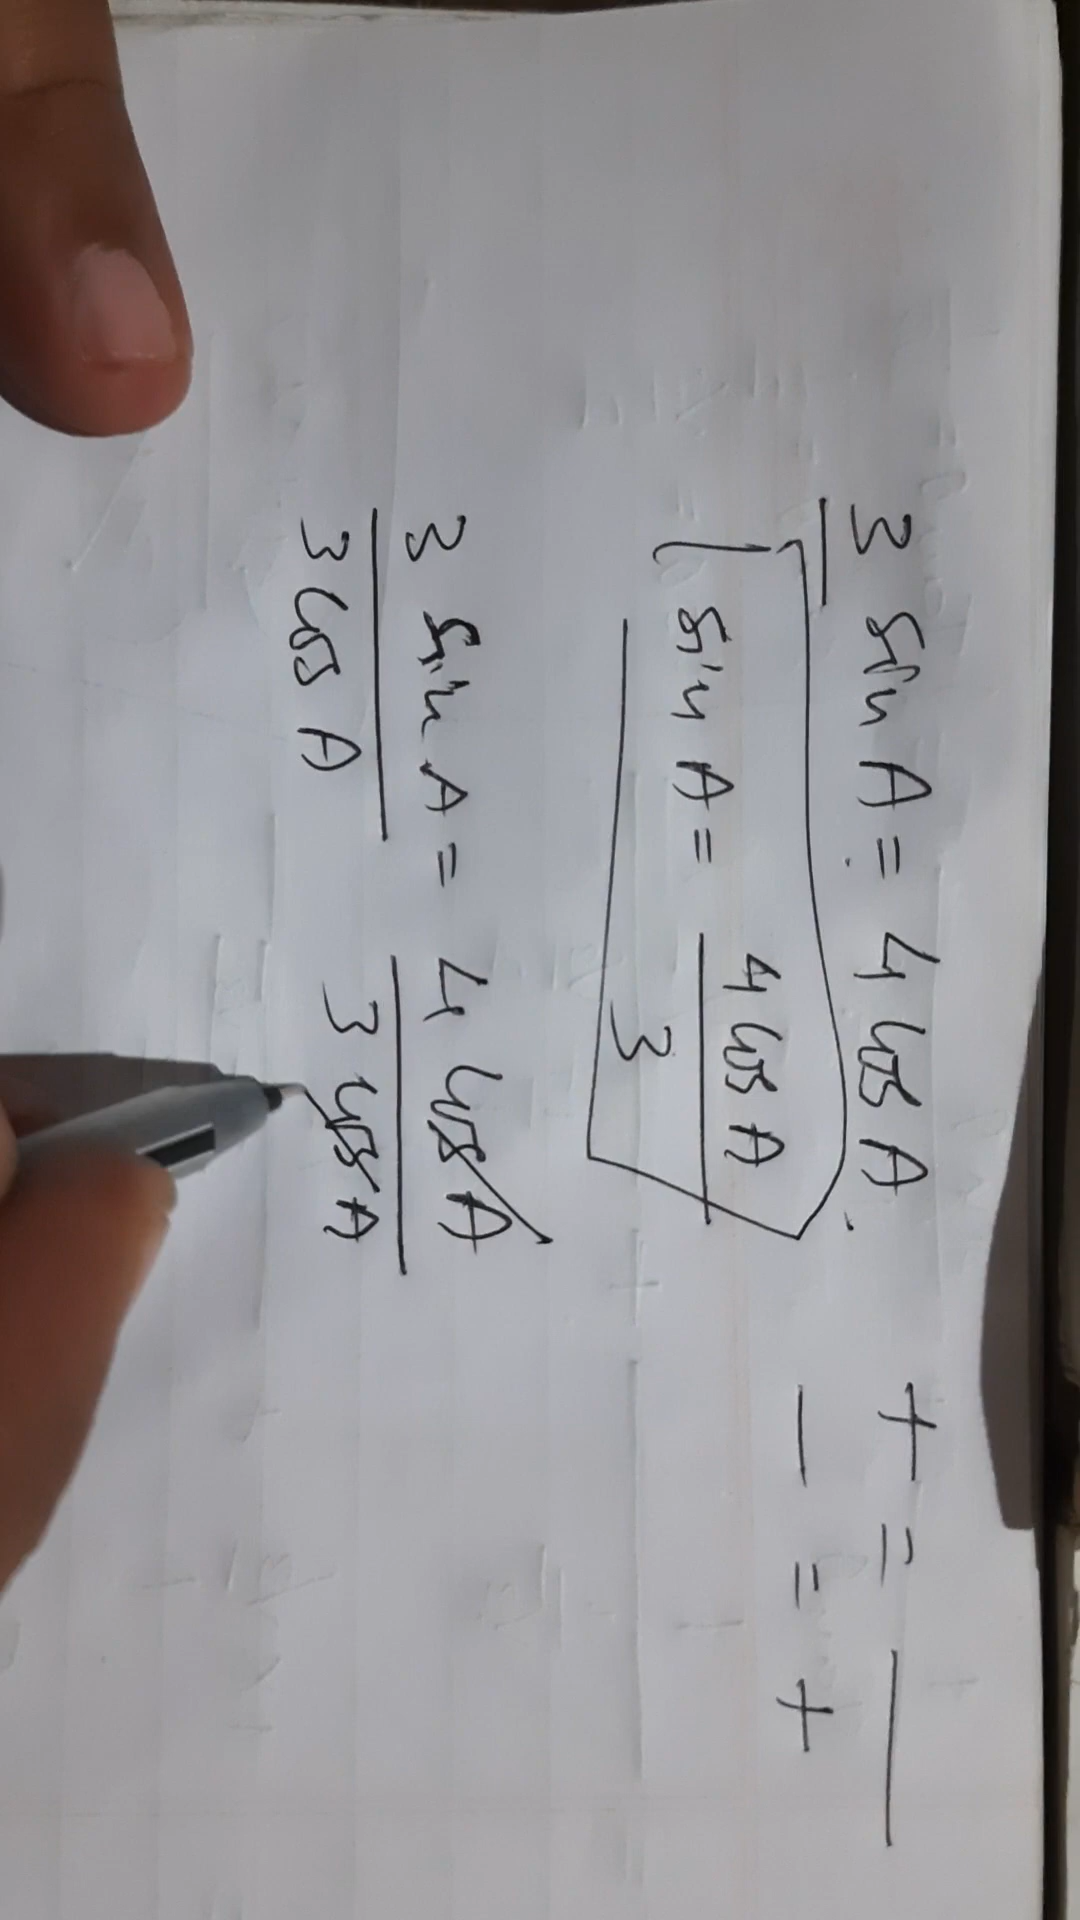 3 sin A = 4 cos A. + = —
( sin A = 4 cos A / 3 — = +
3 sin A / 3 cos A = 4 cos A / 3 cos A